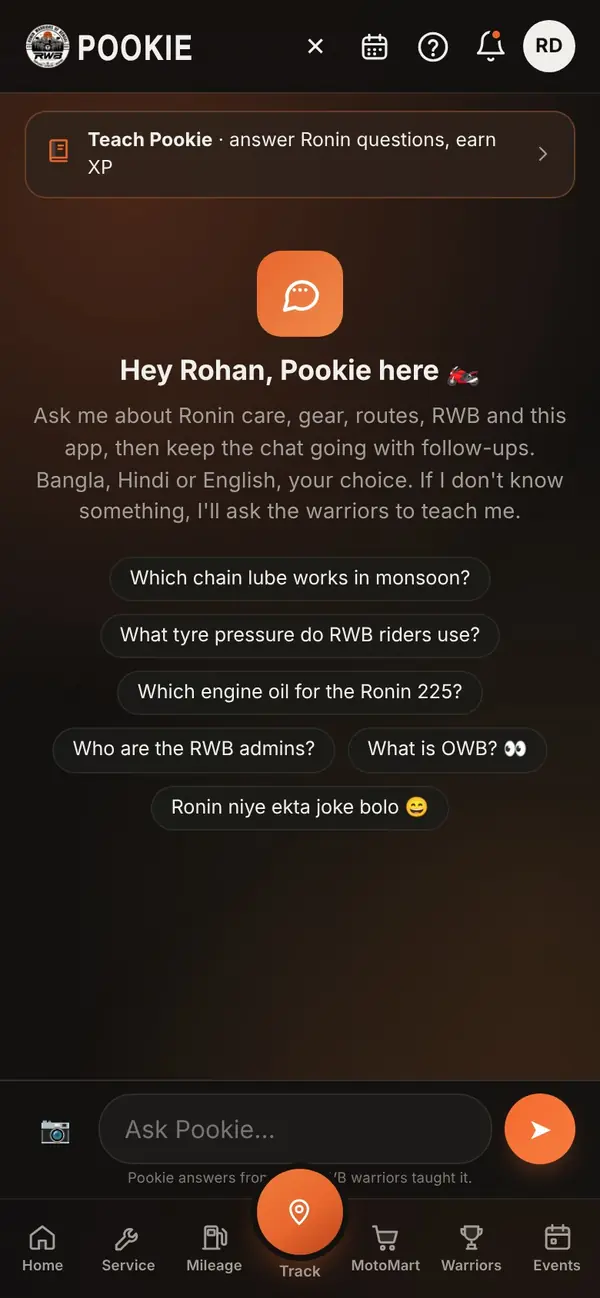 RWB
POOKIE
RD
Teach Pookie · answer Ronin questions, earn
XP
Hey Rohan, Pookie here 🏍️
Ask me about Ronin care, gear, routes, RWB and this
app, then keep the chat going with follow-ups.
Bangla, Hindi or English, your choice. If I don't know
something, I'll ask the warriors to teach me.
Which chain lube works in monsoon?
What tyre pressure do RWB riders use?
Which engine oil for the Ronin 225?
Who are the RWB admins?
What is OWB? 👀
Ronin niye ekta joke bolo 😄
Ask Pookie...
Pookie answers warriors taught it.
Home
Service
Mileage
Track
MotoMart
Warriors
Events